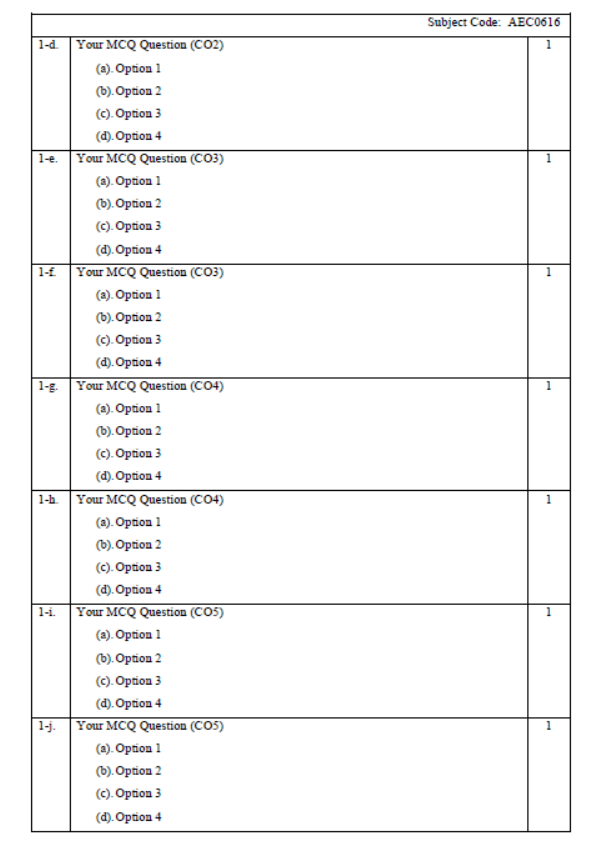 Subject Code: AEC0616
1-d. Your MCQ Question (CO2) 1
(a). Option 1
(b). Option 2
(c). Option 3
(d). Option 4
1-e. Your MCQ Question (CO3) 1
(a). Option 1
(b). Option 2
(c). Option 3
(d). Option 4
1-f. Your MCQ Question (CO3) 1
(a). Option 1
(b). Option 2
(c). Option 3
(d). Option 4
1-g. Your MCQ Question (CO4) 1
(a). Option 1
(b). Option 2
(c). Option 3
(d). Option 4
1-h. Your MCQ Question (CO4) 1
(a). Option 1
(b). Option 2
(c). Option 3
(d). Option 4
1-i. Your MCQ Question (CO5) 1
(a). Option 1
(b). Option 2
(c). Option 3
(d). Option 4
1-j. Your MCQ Question (CO5) 1
(a). Option 1
(b). Option 2
(c). Option 3
(d). Option 4